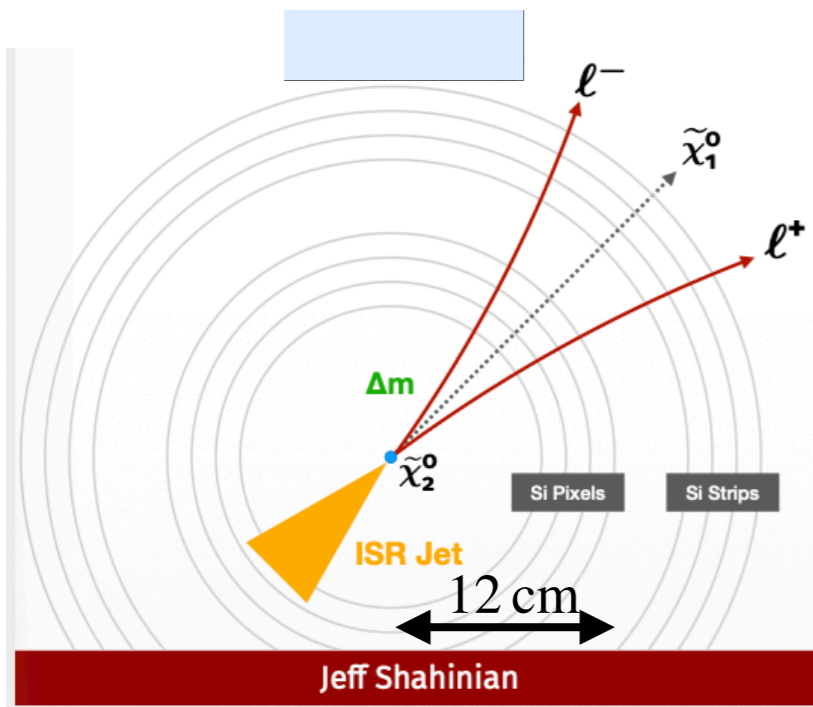 ℓ⁻
χ̃₁⁰
ℓ⁺
Δm
χ̃₂⁰
Si Pixels
Si Strips
ISR Jet
12 cm
Jeff Shahinian